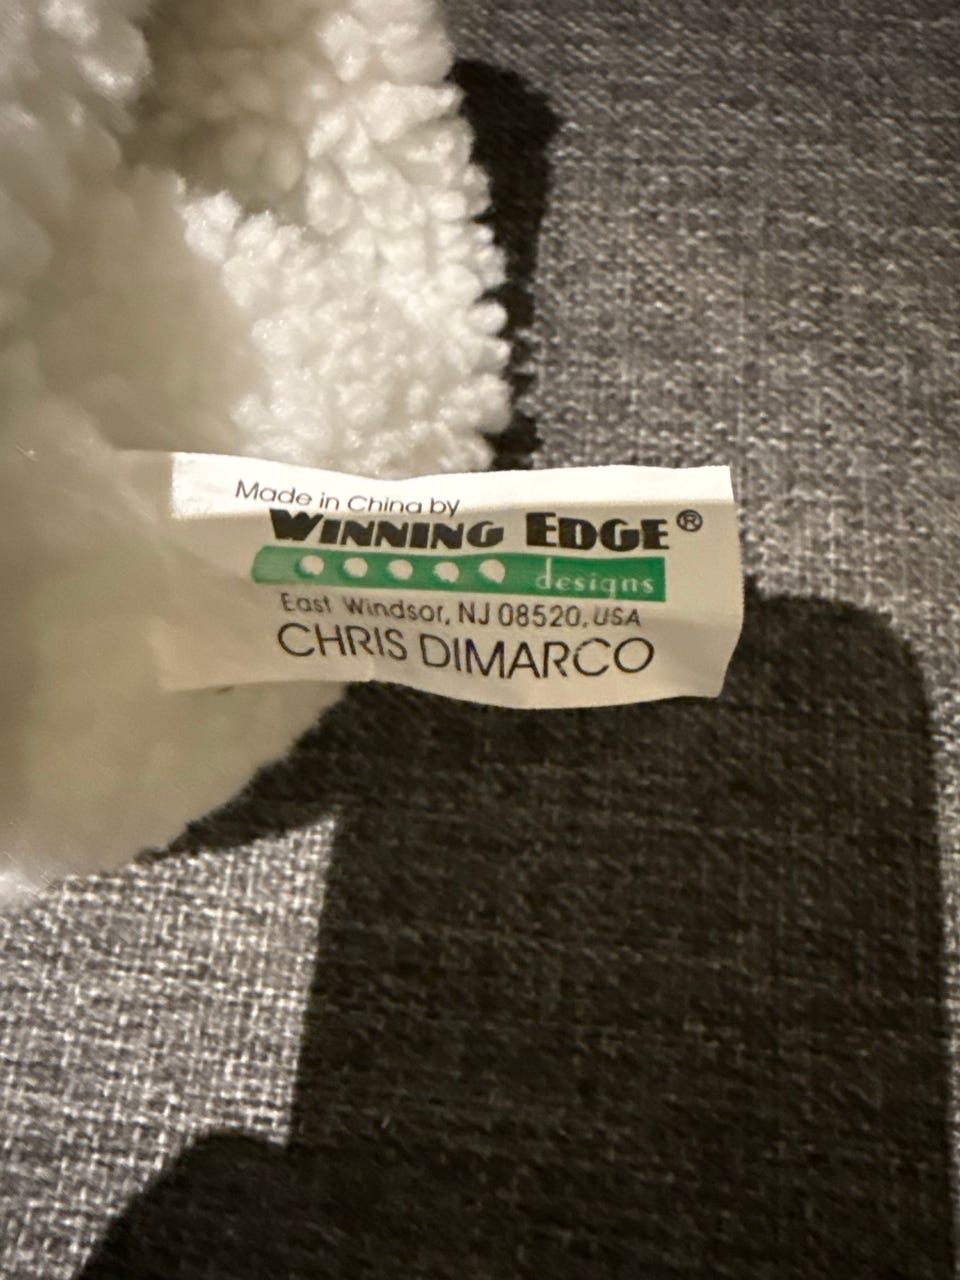 Made in China by
WINNING EDGE®
designs
East Windsor, NJ 08520, USA
CHRIS DIMARCO